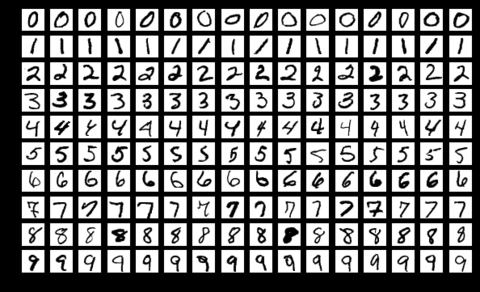 0 0 0 0 0 0 0 0 0 0 0 0 0 0 0 0
1 1 1 1 1 1 1 1 1 1 1 1 1 1 1 1
2 2 2 2 2 2 2 2 2 2 2 2 2 2 2 2
3 3 3 3 3 3 3 3 3 3 3 3 3 3 3 3
4 4 4 4 4 4 4 4 4 4 4 4 4 4 4 4
5 5 5 5 5 5 5 5 5 5 5 5 5 5 5 5
6 6 6 6 6 6 6 6 6 6 6 6 6 6 6 6
7 7 7 7 7 7 7 7 7 7 7 7 7 7 7 7
8 8 8 8 8 8 8 8 8 8 8 8 8 8 8 8
9 9 9 9 9 9 9 9 9 9 9 9 9 9 9 9